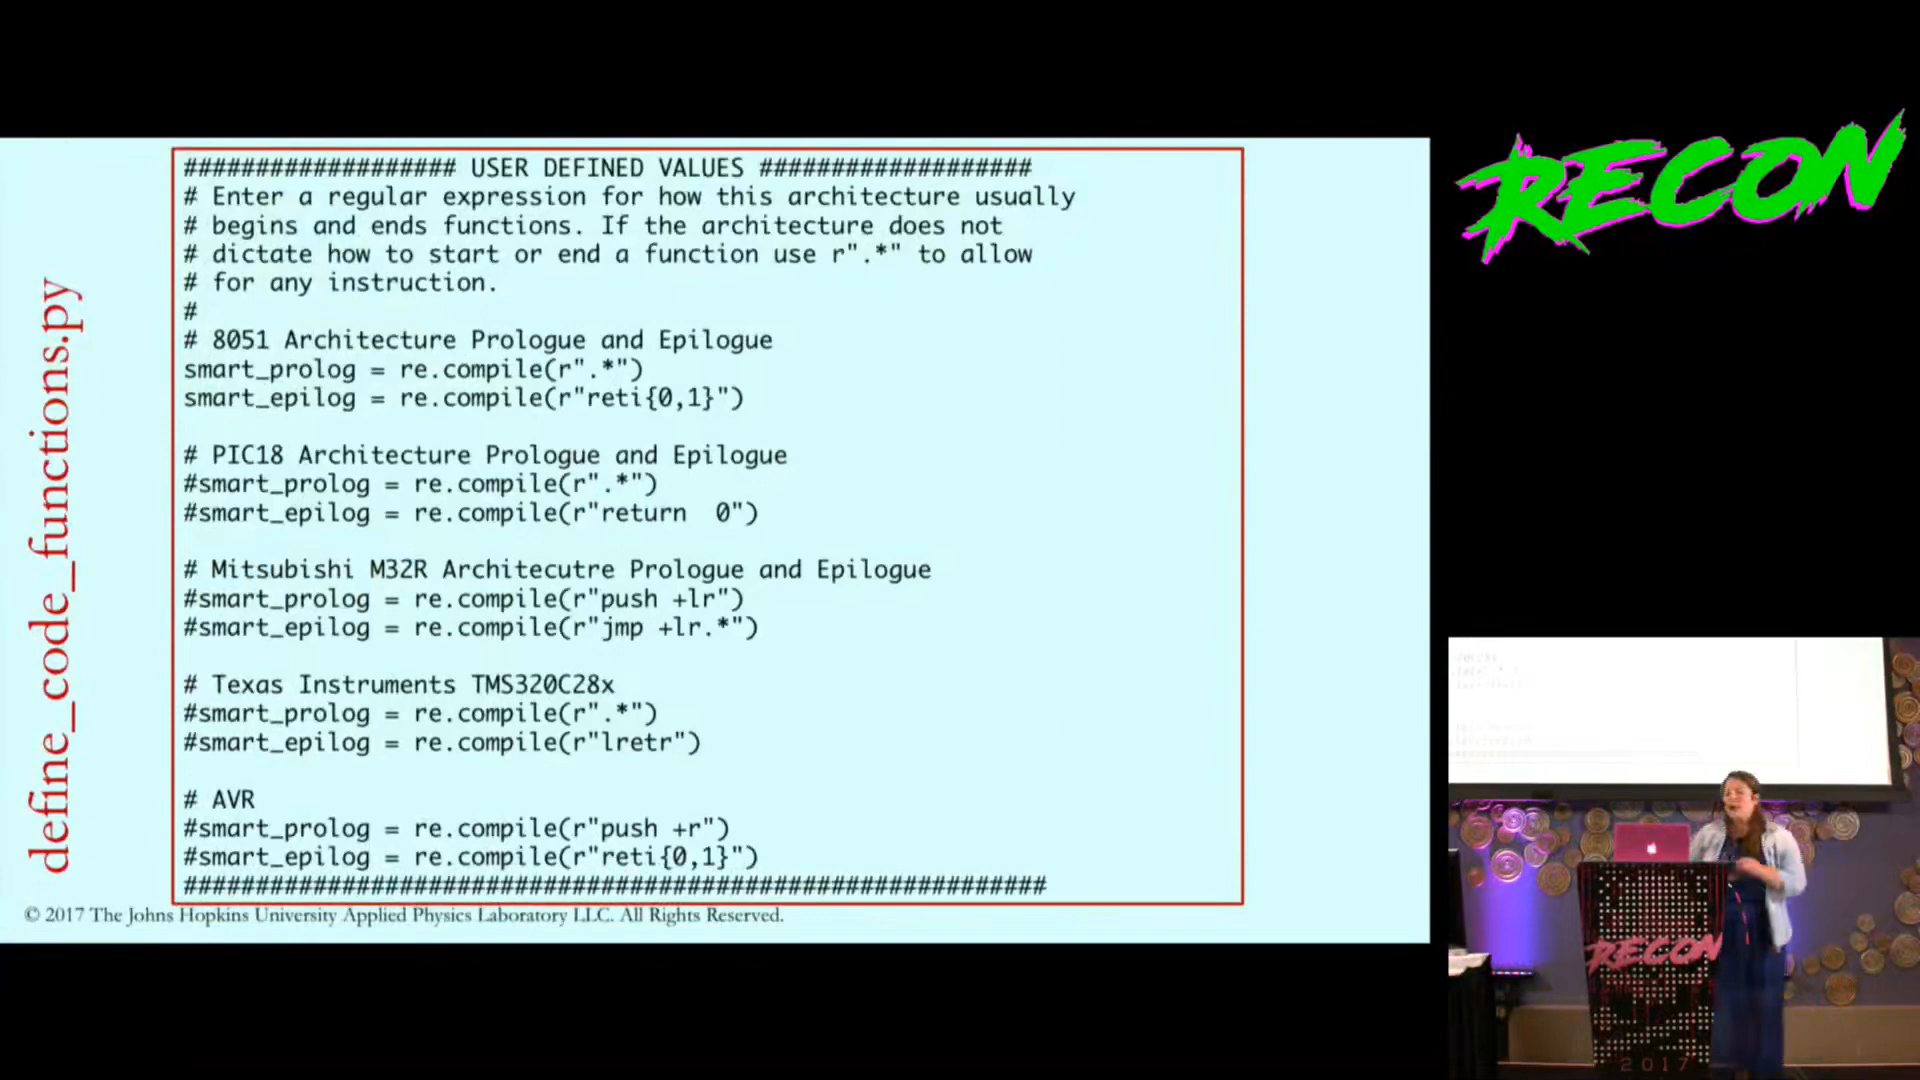 ################### USER DEFINED VALUES ###################
# Enter a regular expression for how this architecture usually
# begins and ends functions. If the architecture does not
# dictate how to start or end a function use r".*" to allow
# for any instruction.
#
# 8051 Architecture Prologue and Epilogue
smart_prolog = re.compile(r".*")
smart_epilog = re.compile(r"reti{0,1}")
# PIC18 Architecture Prologue and Epilogue
#smart_prolog = re.compile(r".*")
#smart_epilog = re.compile(r"return  0")
# Mitsubishi M32R Architecutre Prologue and Epilogue
#smart_prolog = re.compile(r"push +lr")
#smart_epilog = re.compile(r"jmp +lr.*")
# Texas Instruments TMS320C28x
#smart_prolog = re.compile(r".*")
#smart_epilog = re.compile(r"lretr")
# AVR
#smart_prolog = re.compile(r"push +r")
#smart_epilog = re.compile(r"reti{0,1}")
############################################################
define_code_functions.py
© 2017 The Johns Hopkins University Applied Physics Laboratory LLC. All Rights Reserved.
RECON
RECON
2017